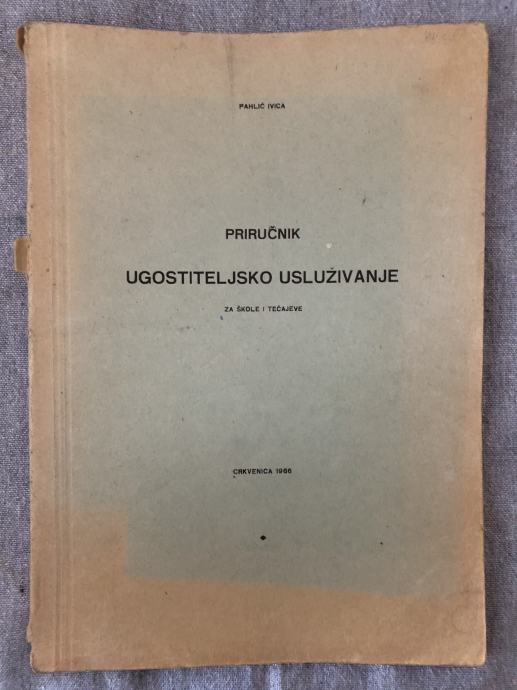 PAHLIĆ IVICA
PRIRUČNIK
UGOSTITELJSKO USLUŽIVANJE
ZA ŠKOLE I TEČAJEVE
CRKVENICA 1966